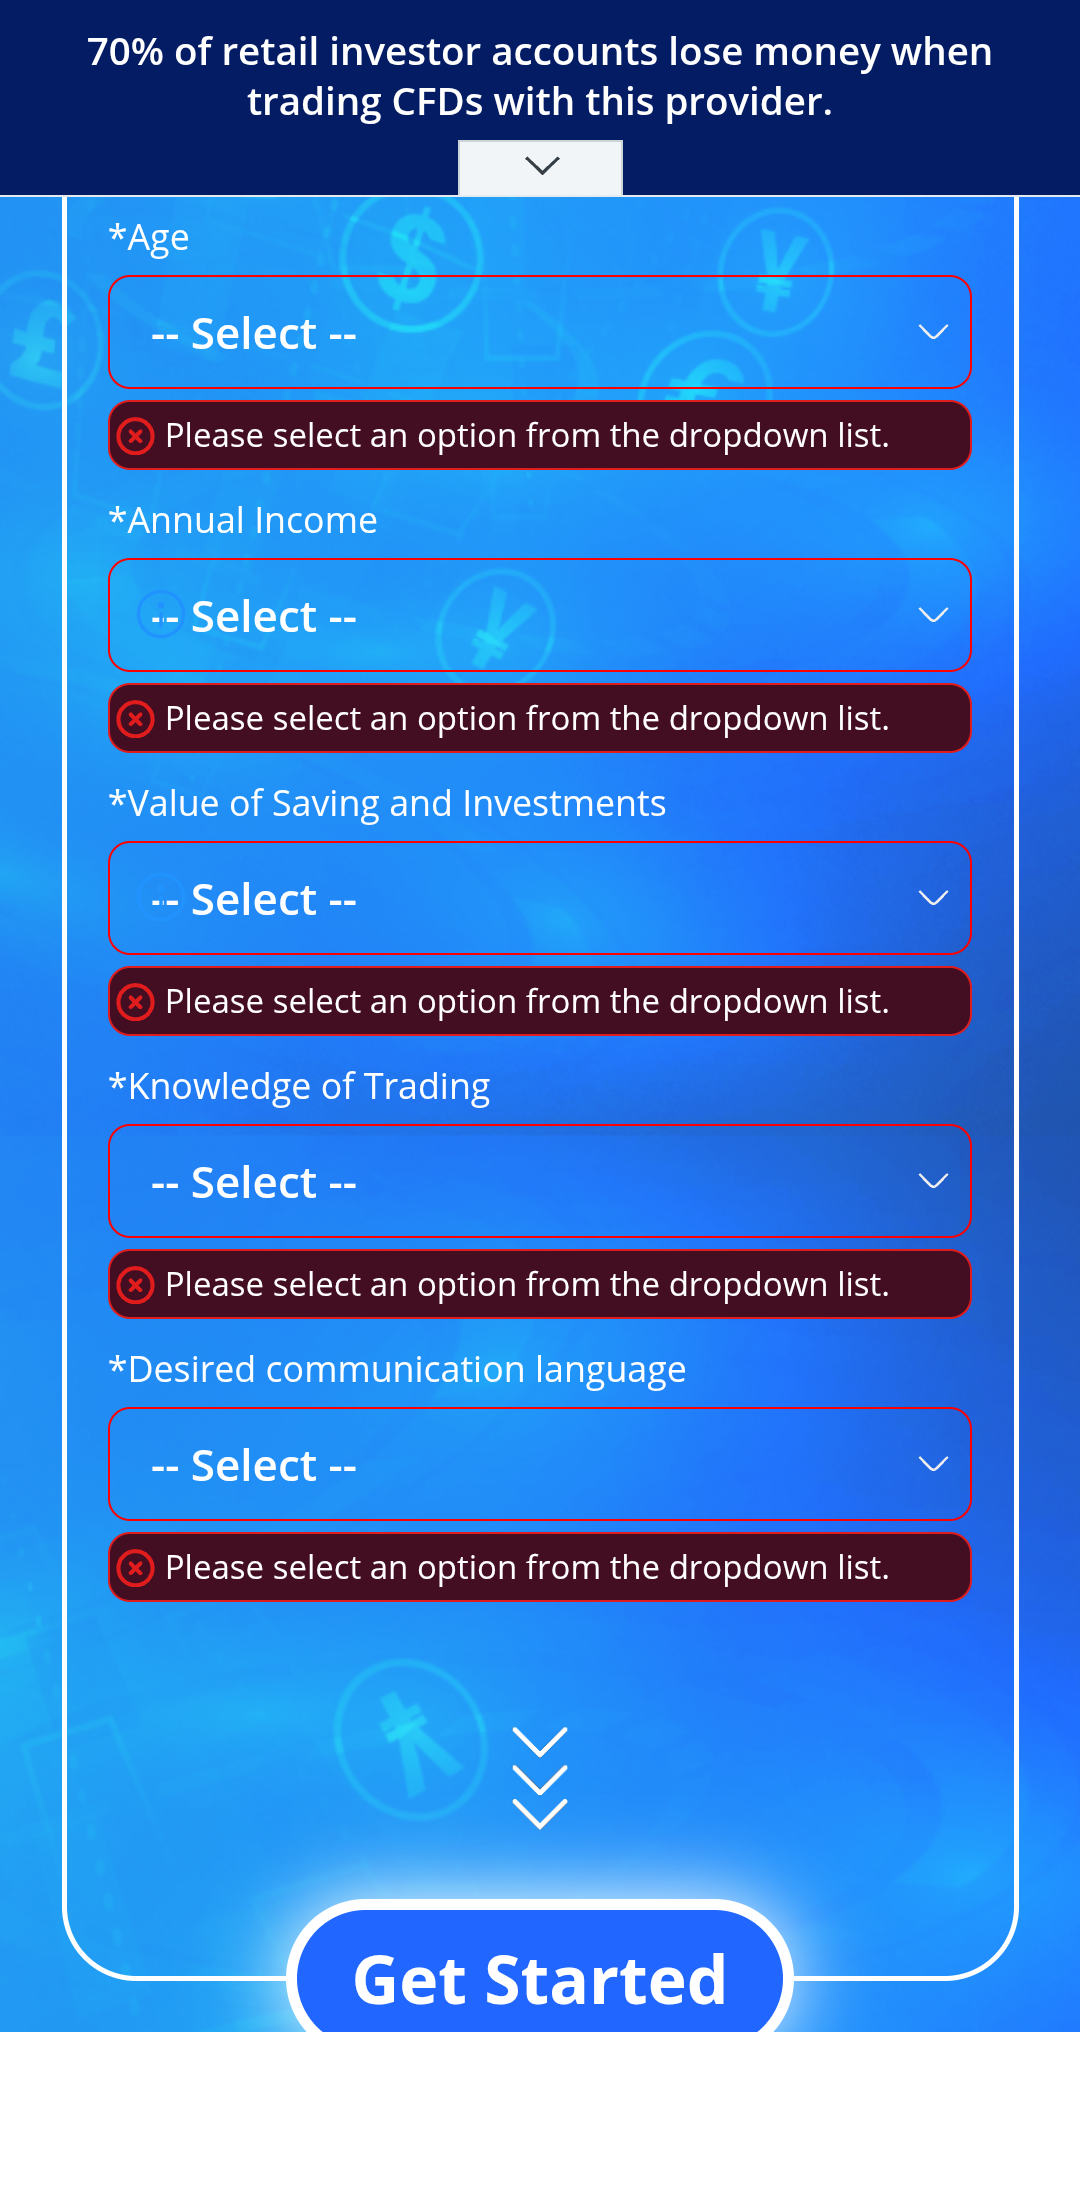 70% of retail investor accounts lose money when
trading CFDs with this provider.
*Age
-- Select --
Please select an option from the dropdown list.
*Annual Income
-- Select --
Please select an option from the dropdown list.
*Value of Saving and Investments
-- Select --
Please select an option from the dropdown list.
*Knowledge of Trading
-- Select --
Please select an option from the dropdown list.
*Desired communication language
-- Select --
Please select an option from the dropdown list.
Get Started